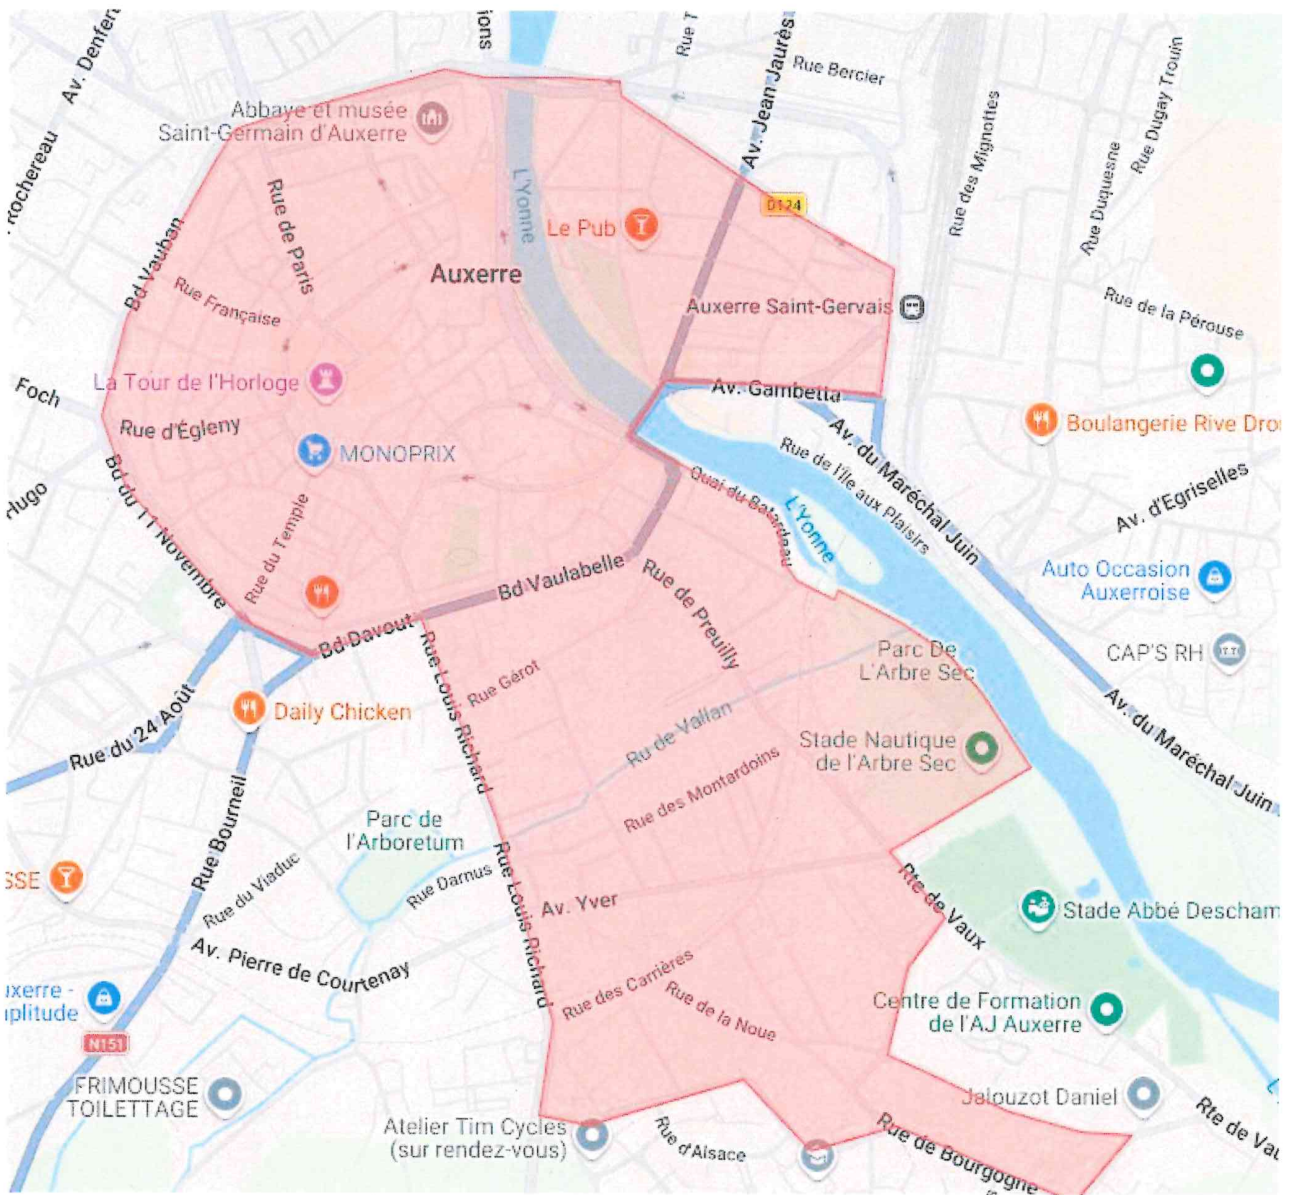 Av. Denfert
ions
Rue T
Av. Jean Jaurès
Rue Bercier
Rue Dugay Trouin
Rue des Mignottes
Rue Duquesne
Abbaye et musée
Saint-Germain d'Auxerre
Rochereau
L'Yonne
Rue de Paris
D124
Le Pub
Bd Vauban
Auxerre
Rue Française
Auxerre Saint-Gervais
Rue de la Pérouse
La Tour de l'Horloge
Foch
Av. Gambetta
Rue d'Égleny
MONOPRIX
Boulangerie Rive Dro
Av. du Maréchal Juin
Rue de l'Île aux Plaisirs
Hugo
Bd du 11 Novembre
Quai du Batardeau
L'Yonne
Av. d'Egriselles
Rue du Temple
Bd Vaulabelle
Rue de Preuilly
Auto Occasion
Auxerroise
Bd Davout
Parc De
L'Arbre Sec
CAP'S RH
Rue Louis Richard
Rue Gérot
Rue du 24 Août
Daily Chicken
Ru de Vallan
Av. du Maréchal Juin
Stade Nautique
de l'Arbre Sec
Rue des Montardoins
Rue Bourneil
Parc de
l'Arboretum
SSE
Rue du Viaduc
Rue Darnus
Rue Louis Richard
Av. Yver
Rte de Vaux
Stade Abbé Descham
Av. Pierre de Courtenay
Rue des Carrières
Rue de la Noue
uxerre -
plitude
Centre de Formation
de l'AJ Auxerre
N151
FRIMOUSSE
TOILETTAGE
Jalouzot Daniel
Atelier Tim Cycles
(sur rendez-vous)
Rue d'Alsace
Rue de Bourgogne
Rte de Vau